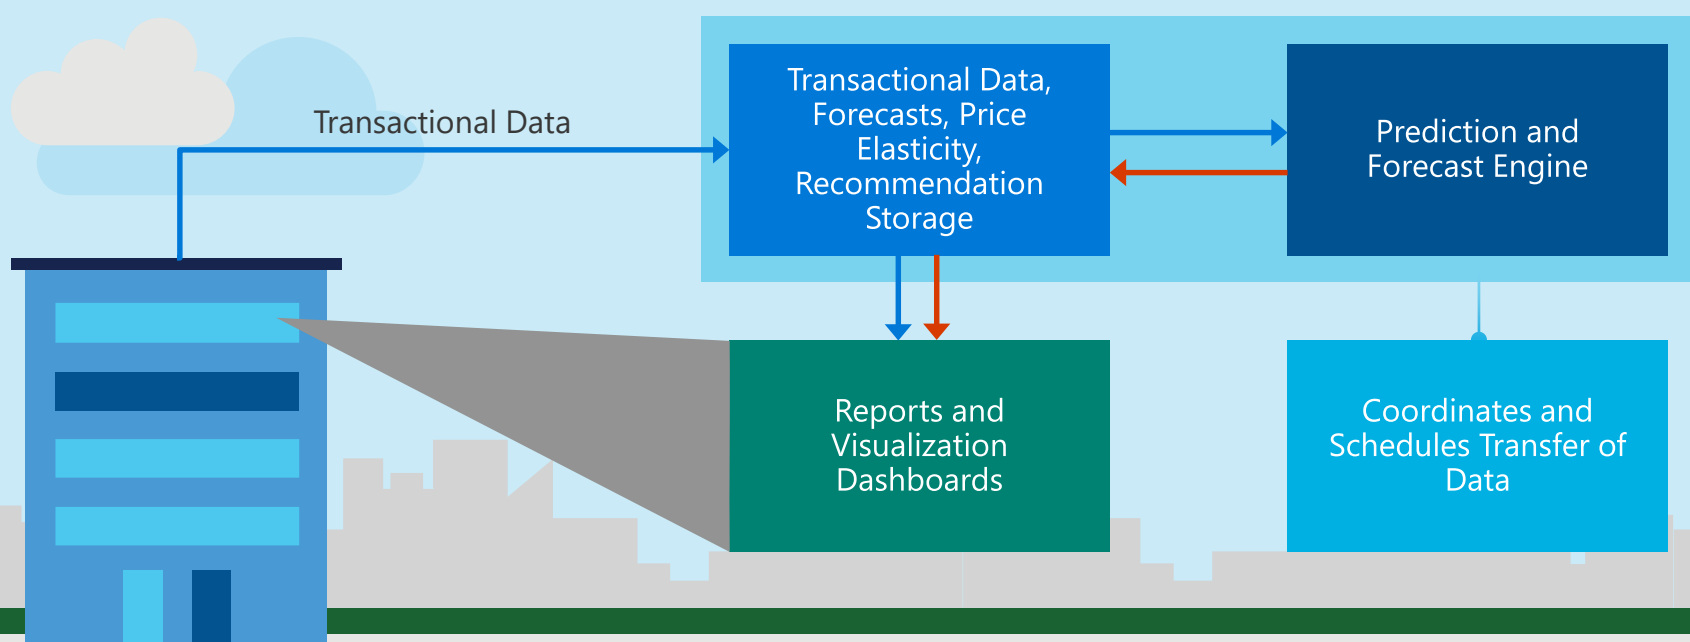 Transactional Data
Transactional Data,
Forecasts, Price
Elasticity,
Recommendation
Storage
Prediction and
Forecast Engine
Reports and
Visualization
Dashboards
Coordinates and
Schedules Transfer of
Data